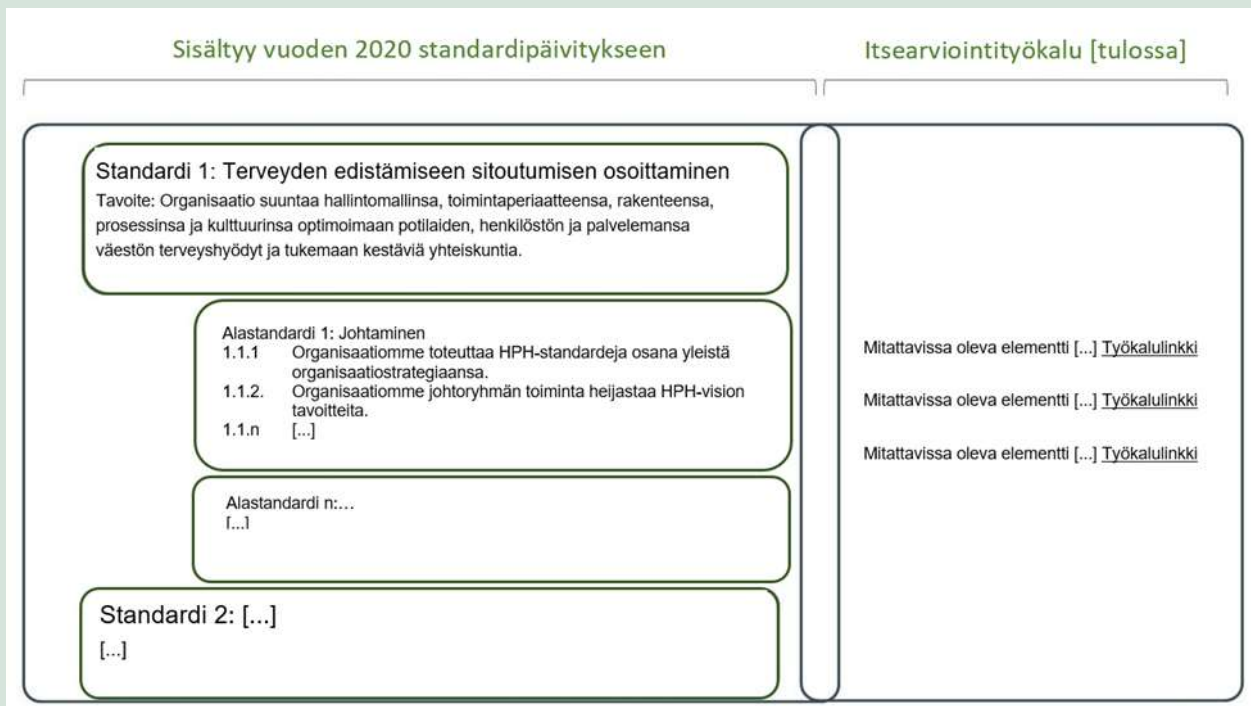 Sisältyy vuoden 2020 standardipäivitykseen
Itsearviointityökalu [tulossa]
Standardi 1: Terveyden edistämiseen sitoutumisen osoittaminen
Tavoite: Organisaatio suuntaa hallintomallinsa, toimintaperiaatteensa, rakenteensa,
prosessinsa ja kulttuurinsa optimoimaan potilaiden, henkilöstön ja palvelemansa
väestön terveyshyödyt ja tukemaan kestäviä yhteiskuntia.
Alastandardi 1: Johtaminen
1.1.1 Organisaatiomme toteuttaa HPH-standardeja osana yleistä
organisaatiostrategiaansa.
1.1.2. Organisaatiomme johtoryhmän toiminta heijastaa HPH-vision
tavoitteita.
1.1.n [...]
Alastandardi n:...
[...]
Standardi 2: [...]
[...]
Mitattavissa oleva elementti [...] Työkalulinkki
Mitattavissa oleva elementti [...] Työkalulinkki
Mitattavissa oleva elementti [...] Työkalulinkki